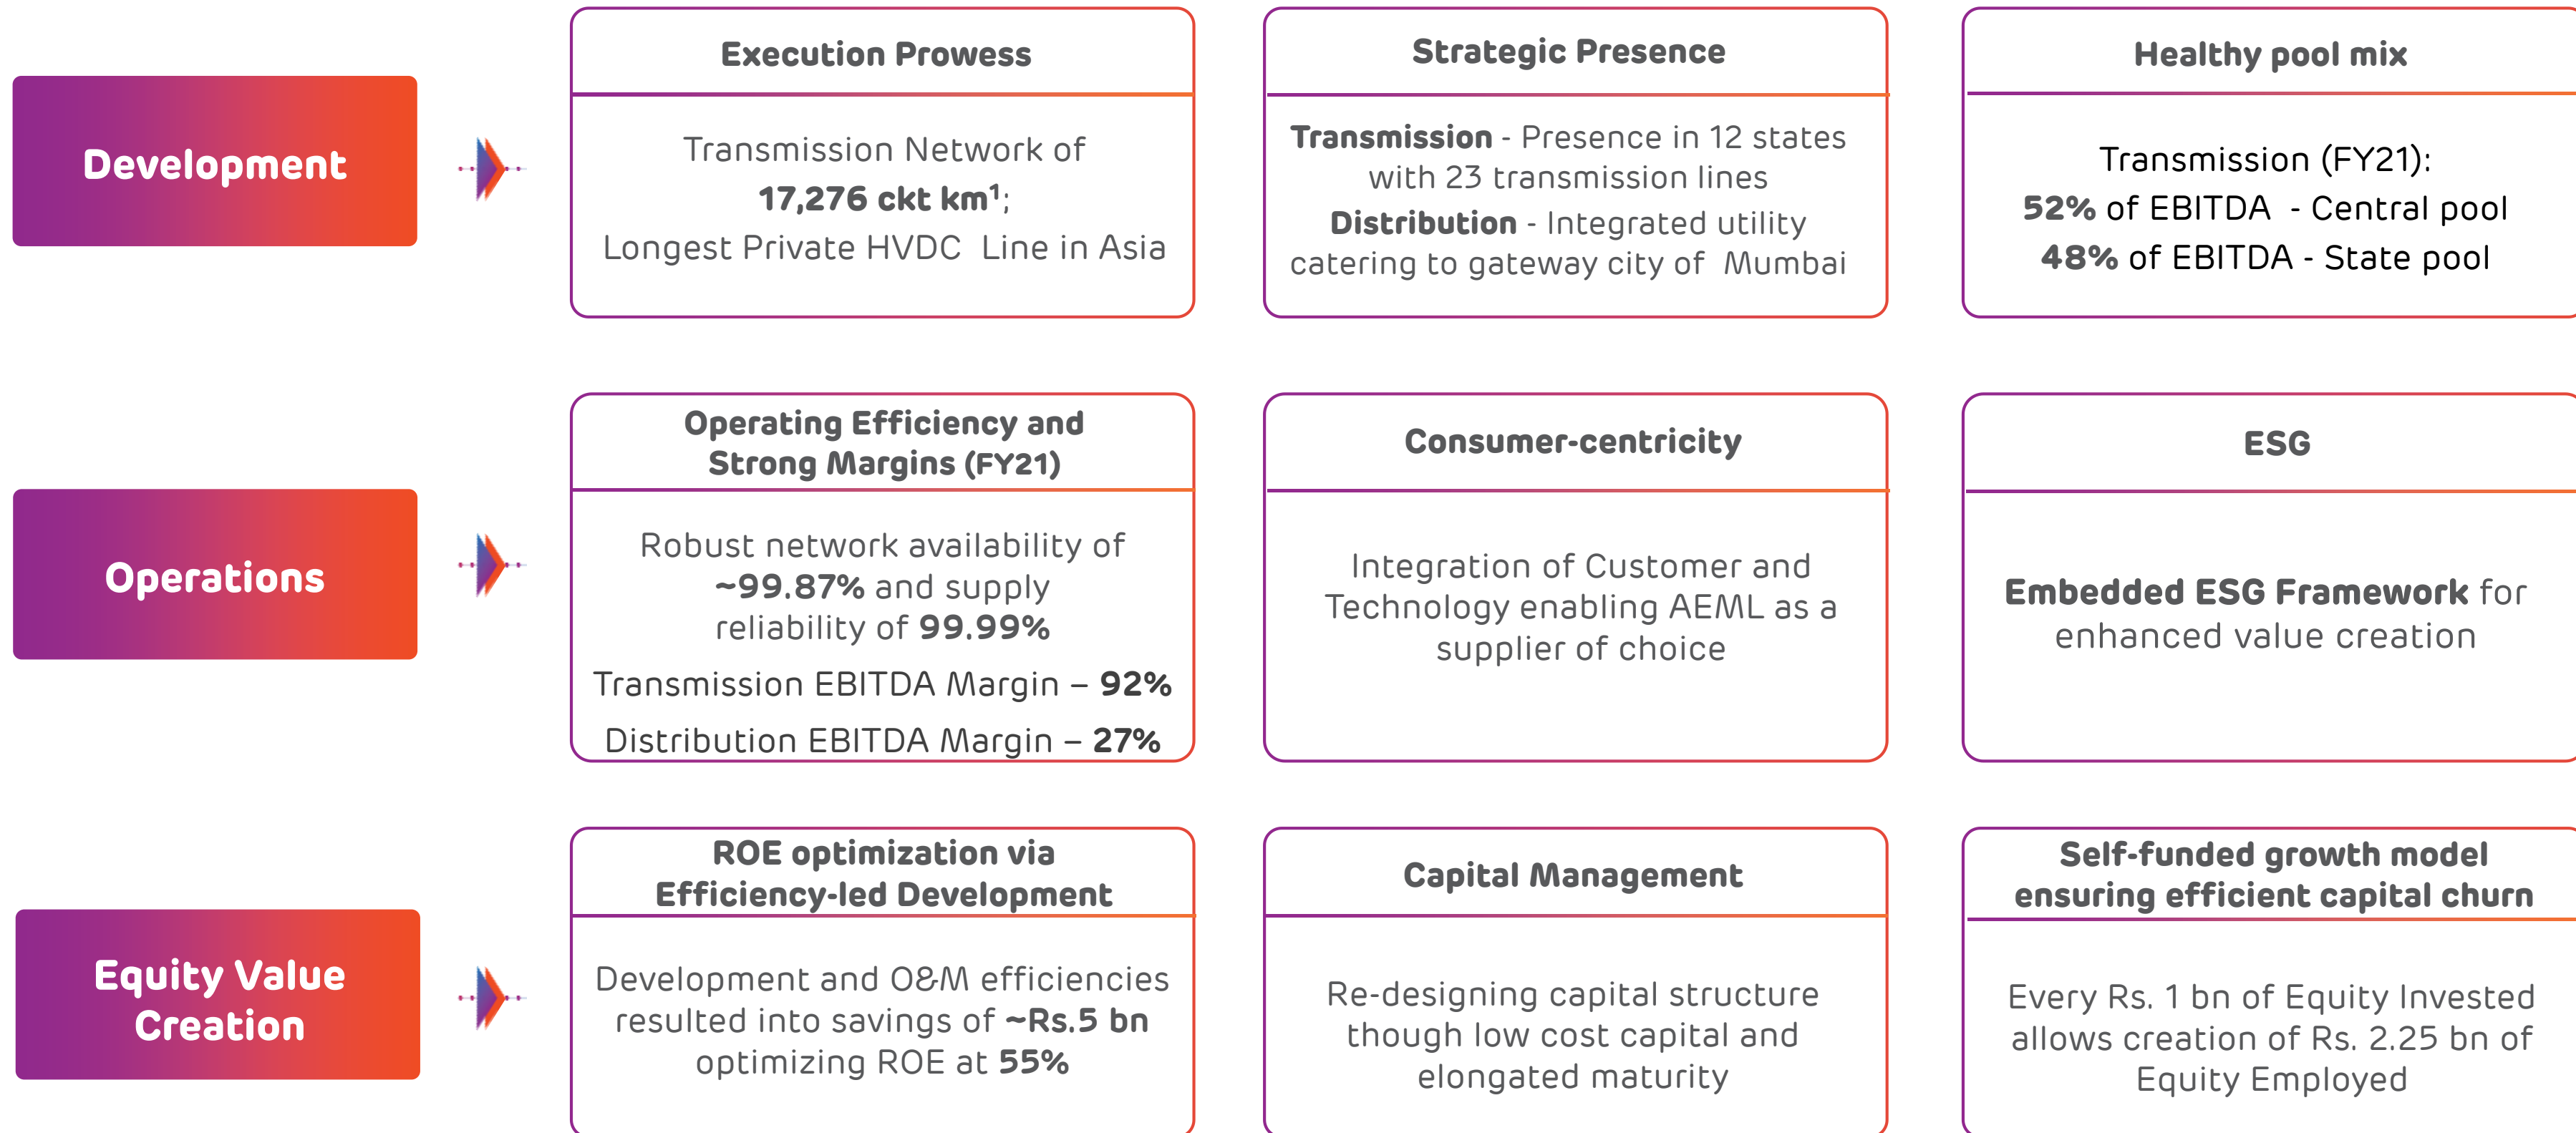 Development
Execution Prowess
Transmission Network of
17,276 ckt km¹;
Longest Private HVDC Line in Asia
Strategic Presence
Transmission - Presence in 12 states
with 23 transmission lines
Distribution - Integrated utility
catering to gateway city of Mumbai
Healthy pool mix
Transmission (FY21):
52% of EBITDA - Central pool
48% of EBITDA - State pool
Operations
Operating Efficiency and
Strong Margins (FY21)
Robust network availability of
~99.87% and supply
reliability of 99.99%
Transmission EBITDA Margin – 92%
Distribution EBITDA Margin – 27%
Consumer-centricity
Integration of Customer and
Technology enabling AEML as a
supplier of choice
ESG
Embedded ESG Framework for
enhanced value creation
Equity Value
Creation
ROE optimization via
Efficiency-led Development
Development and O&M efficiencies
resulted into savings of ~Rs.5 bn
optimizing ROE at 55%
Capital Management
Re-designing capital structure
though low cost capital and
elongated maturity
Self-funded growth model
ensuring efficient capital churn
Every Rs. 1 bn of Equity Invested
allows creation of Rs. 2.25 bn of
Equity Employed